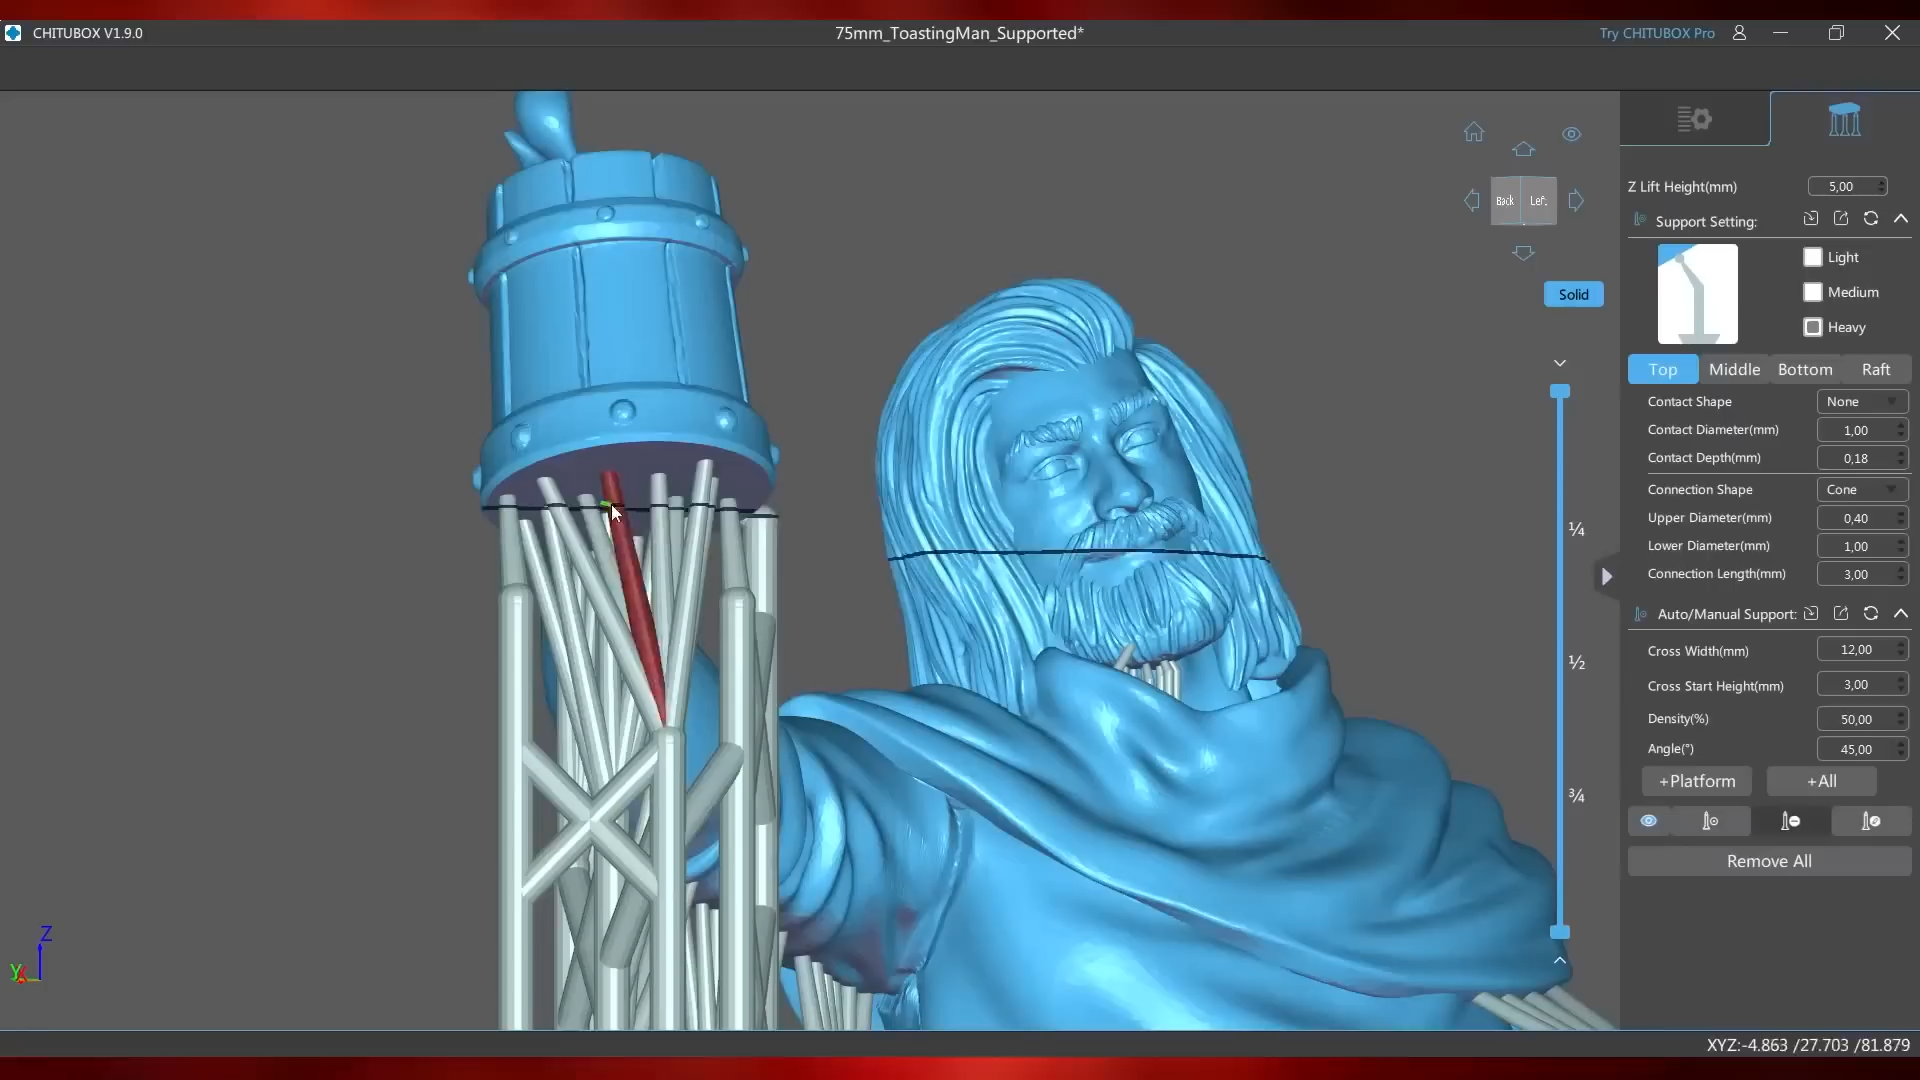 CHITUBOX V1.9.0
75mm_ToastingMan_Supported*
Try CHITUBOX Pro
Z Lift Height(mm) 5,00
Support Setting:
Light
Medium
Heavy
Back Left
Solid
Top Middle Bottom Raft
Contact Shape None
Contact Diameter(mm) 1,00
Contact Depth(mm) 0,18
Connection Shape Cone
Upper Diameter(mm) 0,40
Lower Diameter(mm) 1,00
Connection Length(mm) 3,00
¼
½
¾
Auto/Manual Support:
Cross Width(mm) 12,00
Cross Start Height(mm) 3,00
Density(%) 50,00
Angle(°) 45,00
+Platform +All
Remove All
Z
Y
XYZ:-4.863 /27.703 /81.879